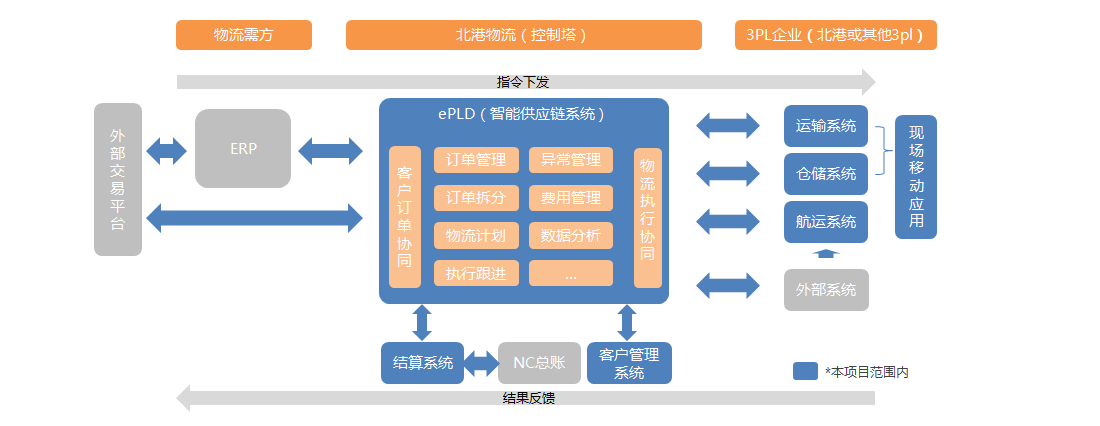 物流需方
北港物流（控制塔）
3PL企业（北港或其他3pl）
指令下发
外部交易平台
ERP
ePLD（智能供应链系统）
客户订单协同
订单管理
异常管理
订单拆分
费用管理
物流计划
数据分析
执行跟进
...
物流执行协同
运输系统
仓储系统
航运系统
外部系统
现场移动应用
结算系统
NC总账
客户管理
系统
*本项目范围内
结果反馈